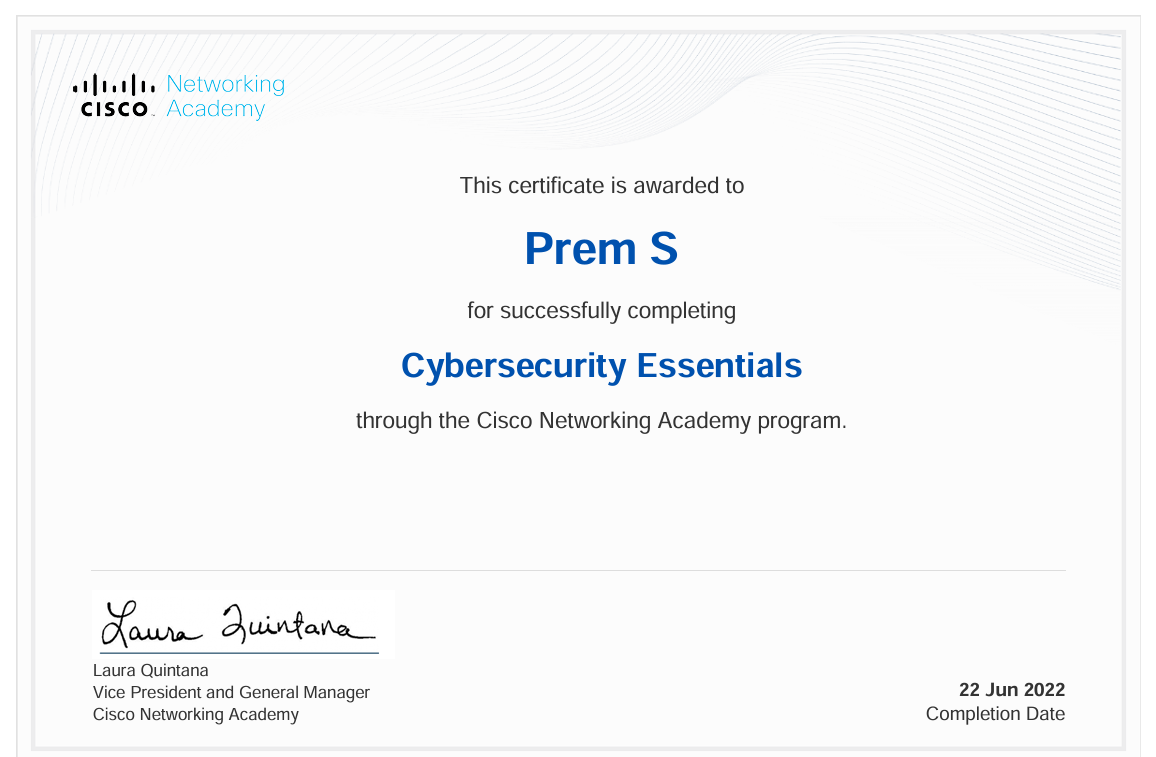 Networking
CISCO Academy
This certificate is awarded to
Prem S
for successfully completing
Cybersecurity Essentials
through the Cisco Networking Academy program.
Laura Quintana
Laura Quintana
Vice President and General Manager
Cisco Networking Academy
22 Jun 2022
Completion Date